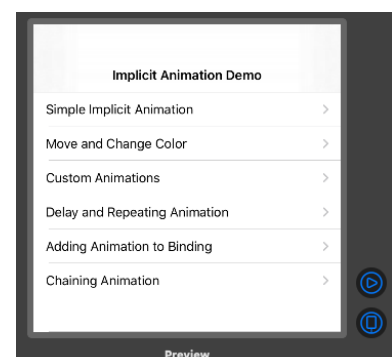 Implicit Animation Demo
Simple Implicit Animation
Move and Change Color
Custom Animations
Delay and Repeating Animation
Adding Animation to Binding
Chaining Animation
Preview